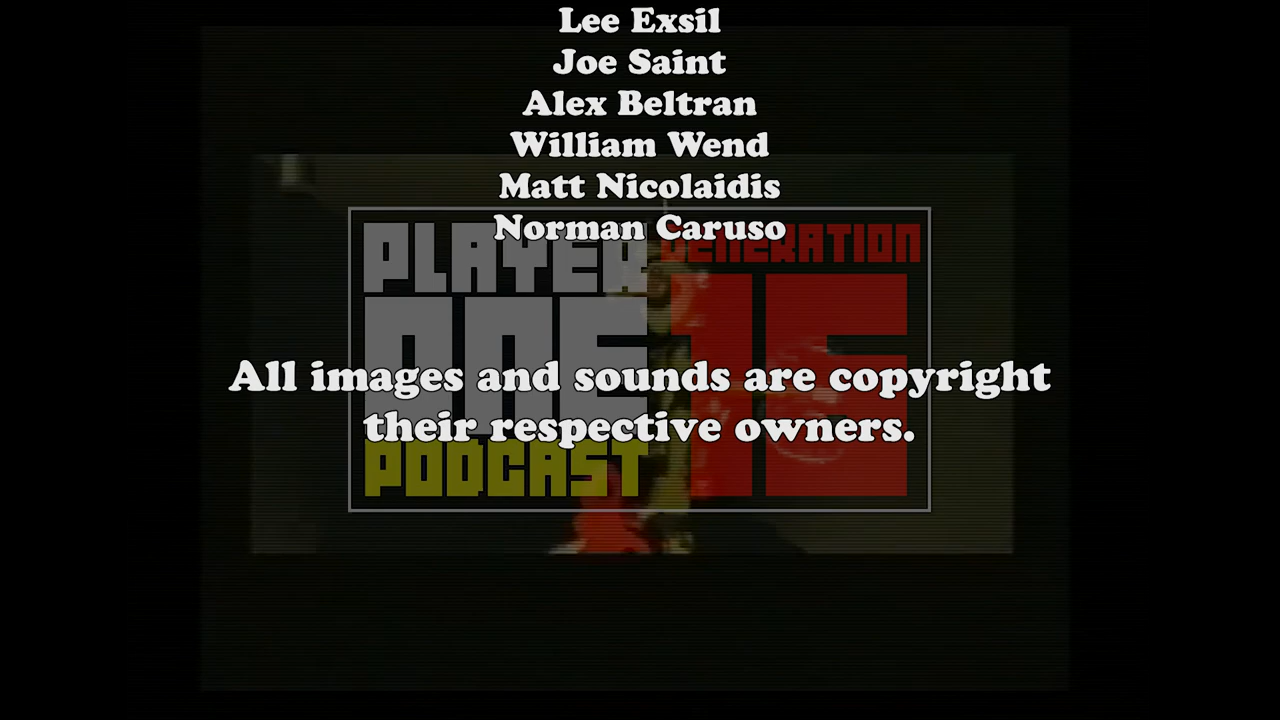 Lee Exsil
Joe Saint
Alex Beltran
William Wend
Matt Nicolaidis
Norman Caruso
PLAYER
ONE
PODCAST
GENERATION
16
All images and sounds are copyright
their respective owners.